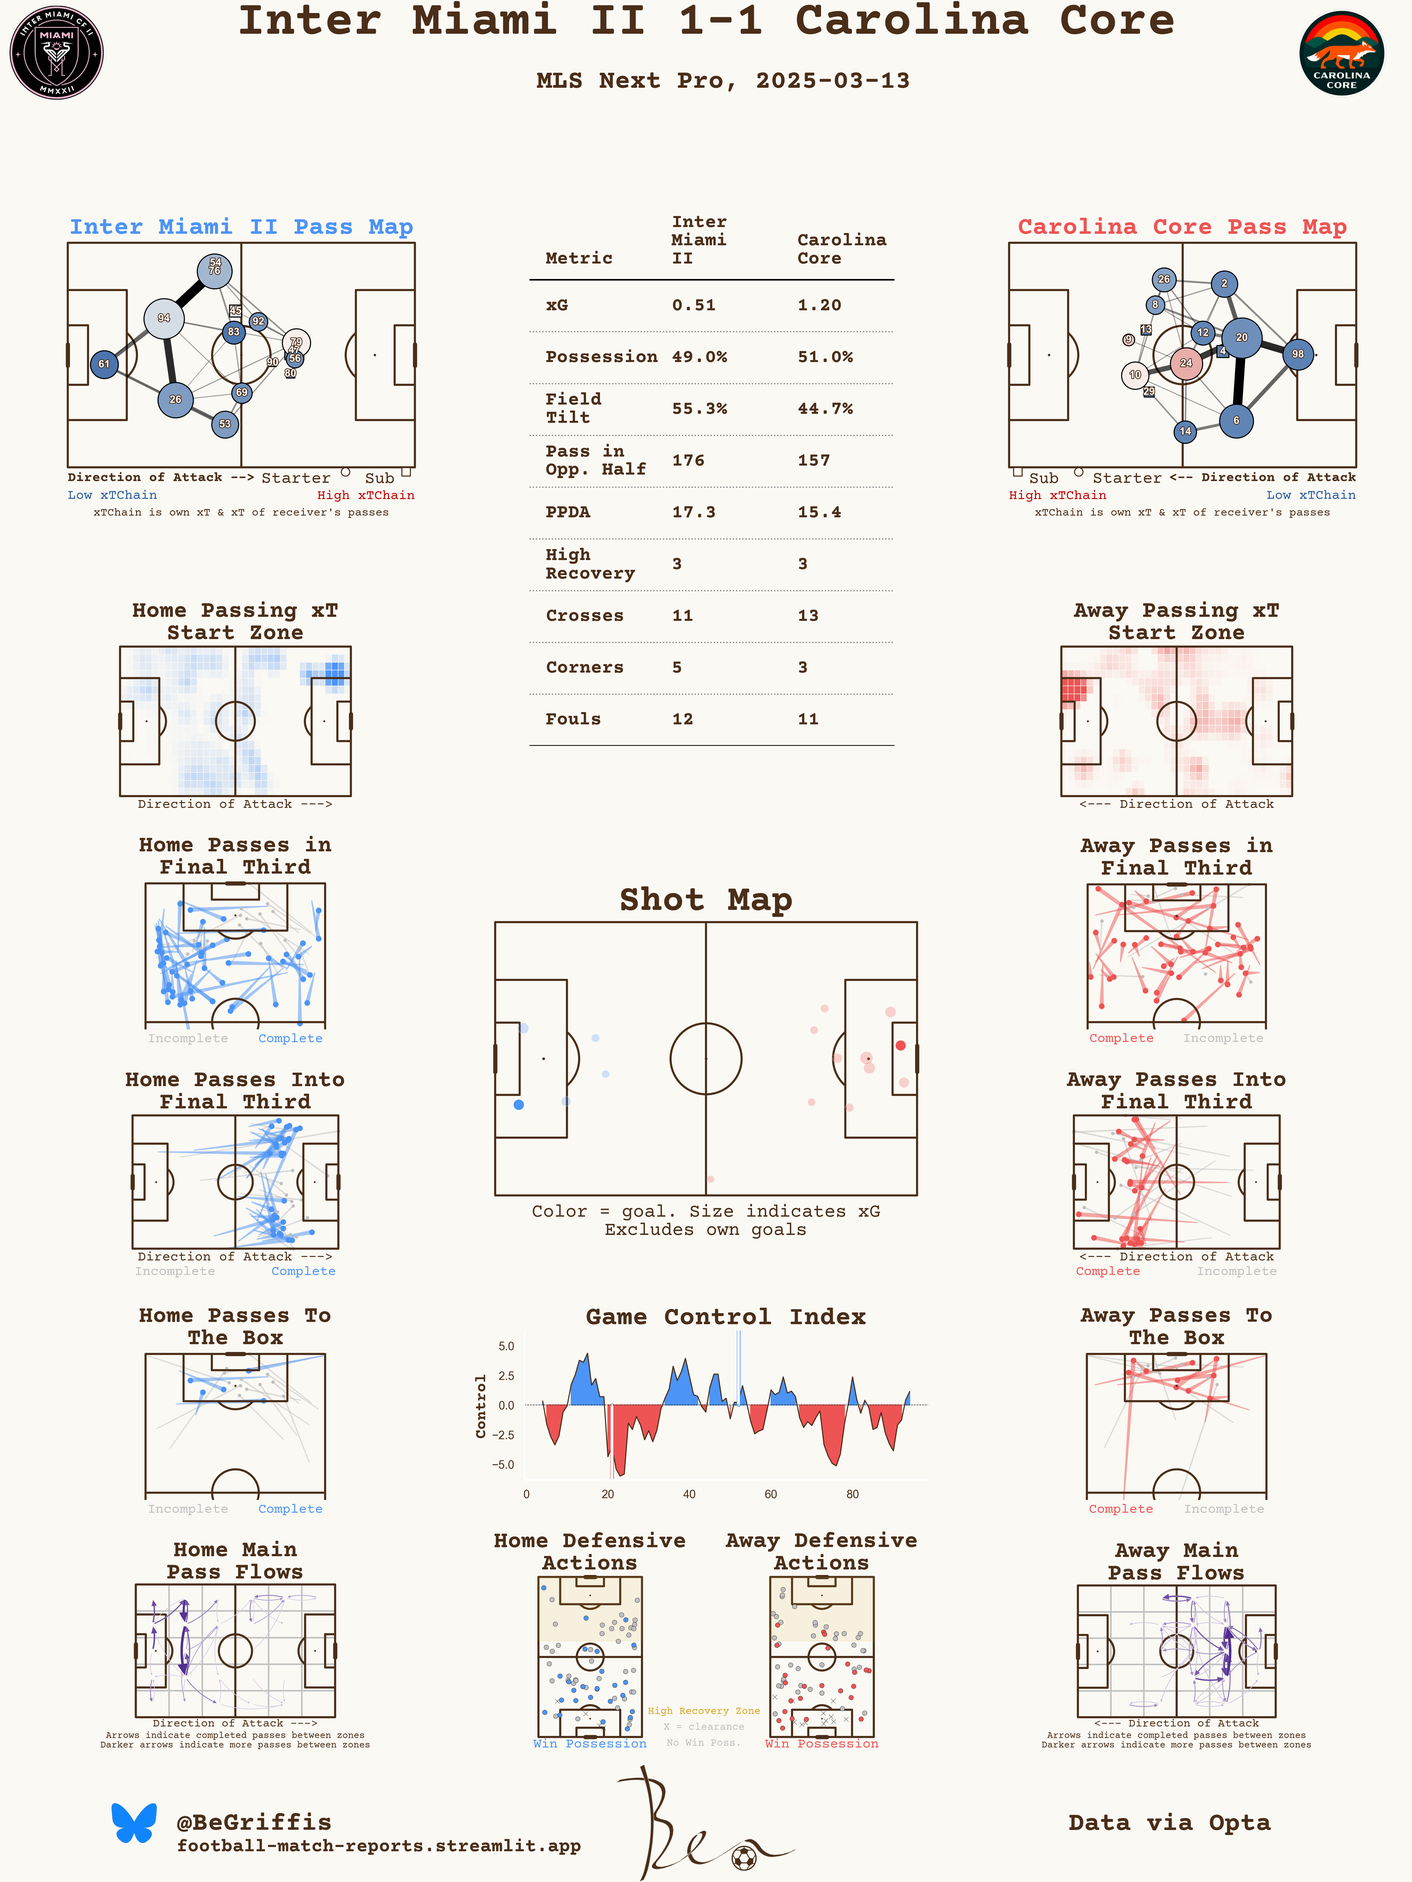 Inter Miami II 1-1 Carolina Core
MLS Next Pro, 2025-03-13
INTER MIAMI CF II
MIAMI
MMXXII
CAROLINA
CORE
Inter Miami II Pass Map
54
76
94
45
92
83
79
56
90
80
61
26
69
53
Direction of Attack --> Starter Sub
Low xTChain High xTChain
xTChain is own xT & xT of receiver's passes
Metric Inter Miami II Carolina Core
xG 0.51 1.20
Possession 49.0% 51.0%
Field Tilt 55.3% 44.7%
Pass in Opp. Half 176 157
PPDA 17.3 15.4
High Recovery 3 3
Crosses 11 13
Corners 5 3
Fouls 12 11
Carolina Core Pass Map
26
2
8
13
9
12
20
4
98
24
10
29
6
14
Sub Starter <-- Direction of Attack
High xTChain Low xTChain
xTChain is own xT & xT of receiver's passes
Home Passing xT
Start Zone
Direction of Attack --->
Away Passing xT
Start Zone
<--- Direction of Attack
Home Passes in
Final Third
Incomplete Complete
Away Passes in
Final Third
Complete Incomplete
Shot Map
Color = goal. Size indicates xG
Excludes own goals
Home Passes Into
Final Third
Direction of Attack --->
Incomplete Complete
Away Passes Into
Final Third
<--- Direction of Attack
Complete Incomplete
Home Passes To
The Box
Incomplete Complete
Game Control Index
Control
5.0
2.5
0.0
−2.5
−5.0
0 20 40 60 80
Away Passes To
The Box
Complete Incomplete
Home Main
Pass Flows
Direction of Attack --->
Arrows indicate completed passes between zones
Darker arrows indicate more passes between zones
Home Defensive
Actions
Win Possession
High Recovery Zone
X = clearance
No Win Poss.
Away Defensive
Actions
Win Possession
Away Main
Pass Flows
<--- Direction of Attack
Arrows indicate completed passes between zones
Darker arrows indicate more passes between zones
@BeGriffis
football-match-reports.streamlit.app
Ben
Data via Opta